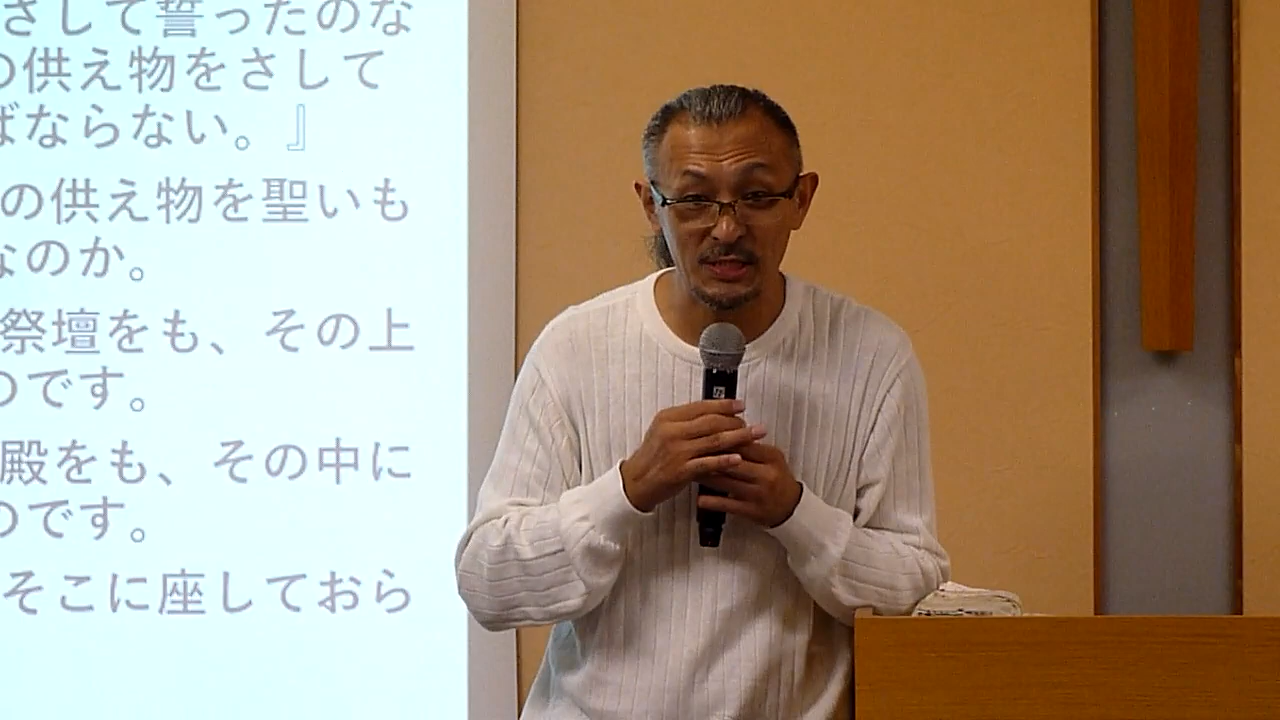 さして誓ったのな
の供え物をさして
ばならない。』
の供え物を聖いも
なのか。
祭壇をも、その上
のです。
殿をも、その中に
のです。
そこに座しておら